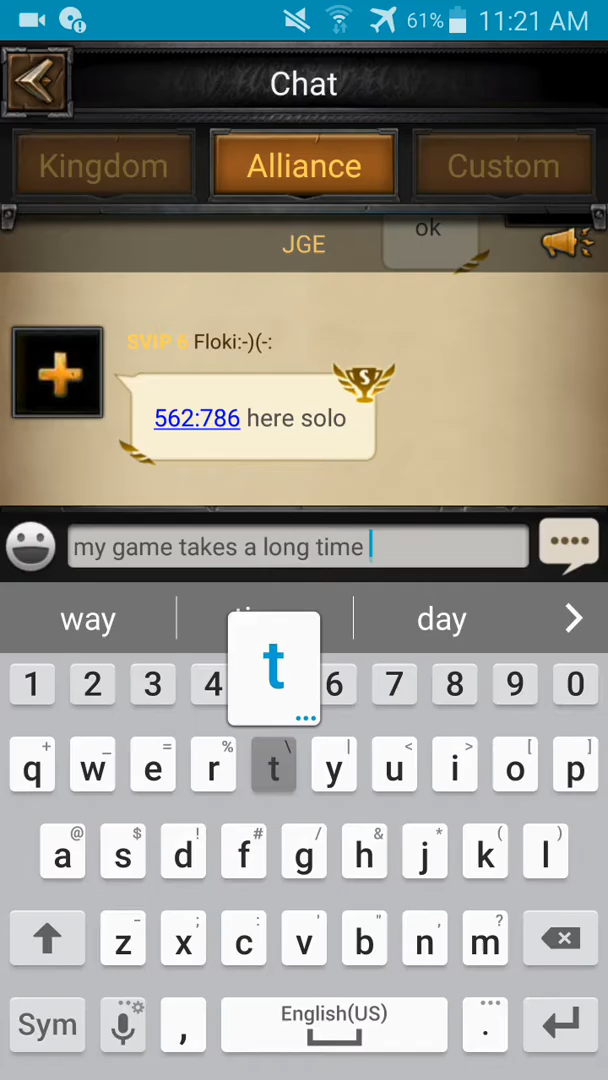 61% 11:21 AM
Chat
Kingdom Alliance Custom
ok
JGE
SVIP 6 Floki:-)(-:
S
562:786 here solo
my game takes a long time
way day
t
1 2 3 4 6 7 8 9 0
+ _ = % \ | < > [ ]
q w e r t y u i o p
@ $ ! # / & * ( )
a s d f g h j k l
- ; : ' " , ?
z x c v b n m
Sym , English(US) .